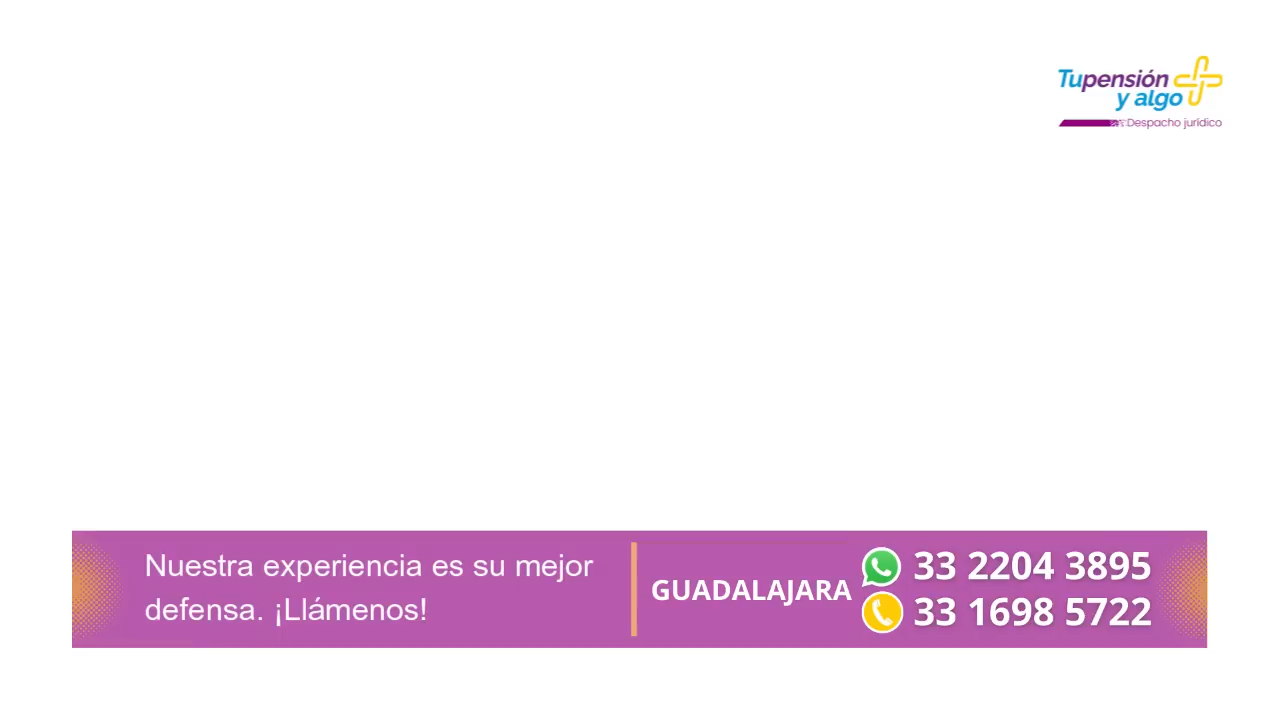 Tupensión
y algo
Despacho jurídico
Nuestra experiencia es su mejor
defensa. ¡Llámenos!
GUADALAJARA
33 2204 3895
33 1698 5722